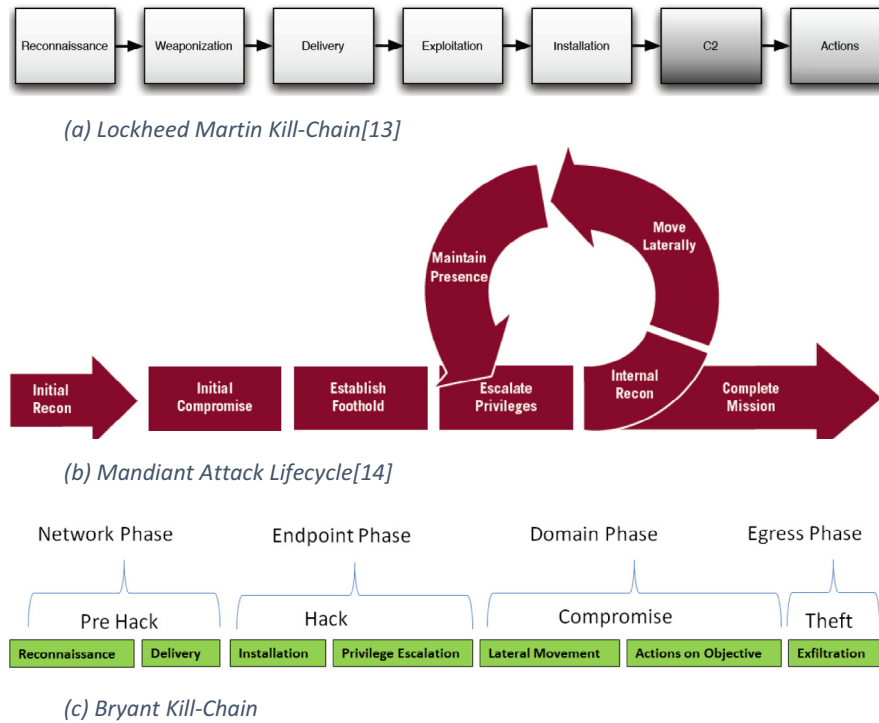 Reconnaissance Weaponization Delivery Exploitation Installation C2 Actions
(a) Lockheed Martin Kill-Chain[13]
Maintain
Presence
Move
Laterally
Initial
Recon
Initial
Compromise
Establish
Foothold
Escalate
Privileges
Internal
Recon
Complete
Mission
(b) Mandiant Attack Lifecycle[14]
Network Phase Endpoint Phase Domain Phase Egress Phase
Pre Hack Hack Compromise Theft
Reconnaissance Delivery Installation Privilege Escalation Lateral Movement Actions on Objective Exfiltration
(c) Bryant Kill-Chain